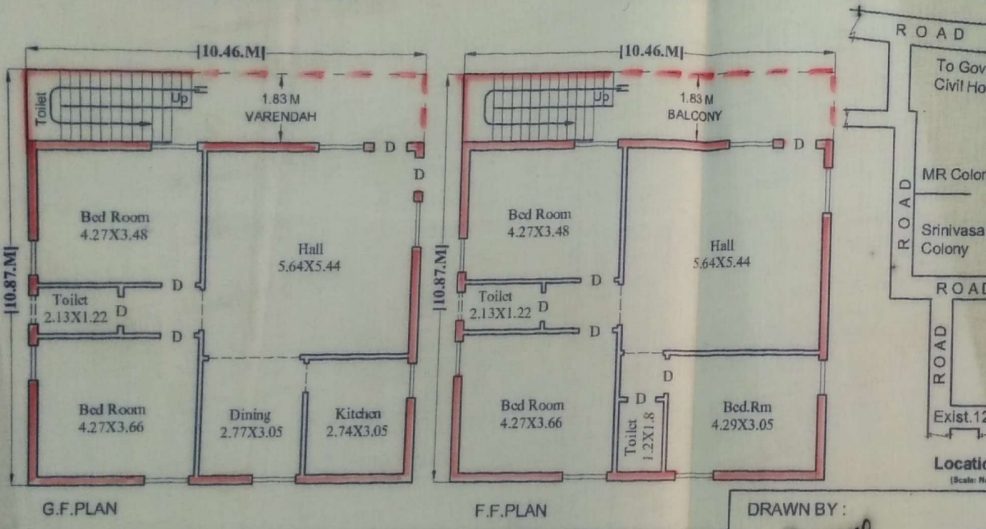 [10.46.M]
[10.87.M]
Toilet
Up
1.83 M
VARENDAH
D
D
Bed Room
4.27X3.48
Hall
5.64X5.44
D
Toilet
2.13X1.22
D
D
Bed Room
4.27X3.66
Dining
2.77X3.05
Kitchen
2.74X3.05
G.F.PLAN
[10.46.M]
[10.87.M]
Up
1.83 M
BALCONY
D
Bed Room
4.27X3.48
Hall
5.64X5.44
D
Toilet
2.13X1.22
D
D
Bed Room
4.27X3.66
D
D
Toilet
1.2X1.8
Bed.Rm
4.29X3.05
F.F.PLAN
ROAD
To Gov
Civil Ho
ROAD
MR Color
Srinivasa
Colony
ROAD
ROAD
Exist.12
Locatio
[Scale:
DRAWN BY :